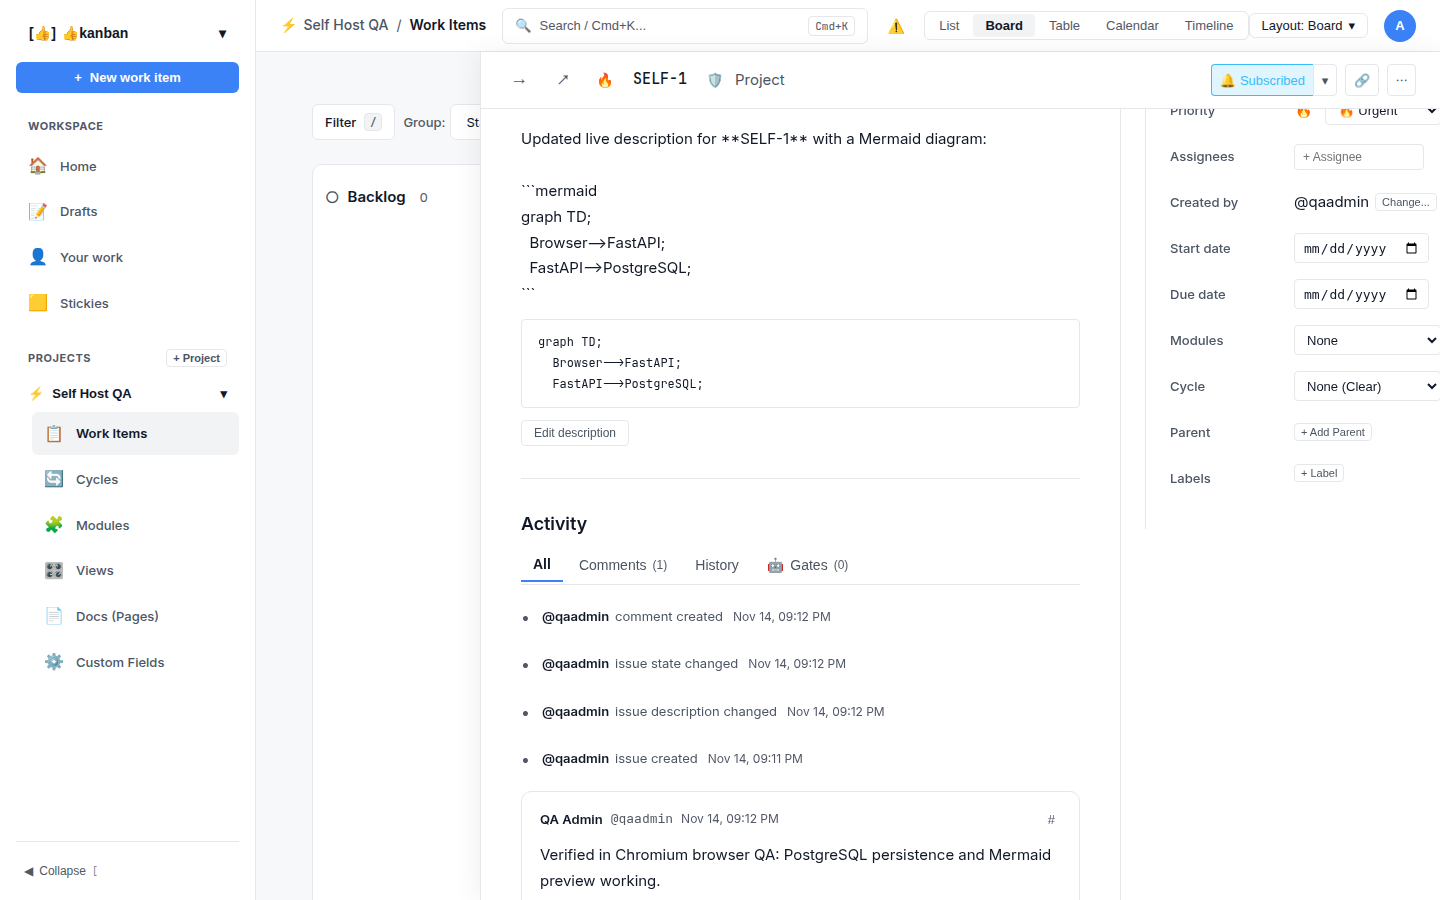 [👍] 👍kanban ▾
+ New work item
WORKSPACE
🏠 Home
📝 Drafts
👤 Your work
🟨 Stickies
PROJECTS + Project
⚡ Self Host QA ▾
📋 Work Items
🔄 Cycles
🧩 Modules
🎛️ Views
📄 Docs (Pages)
⚙️ Custom Fields
◀ Collapse [
⚡ Self Host QA / Work Items
🔍 Search / Cmd+K... Cmd+K
⚠️
List Board Table Calendar Timeline
Layout: Board ▾
A
Filter /
Group: St
Backlog 0
→ ↗ 🔥 SELF-1 🛡️ Project
🔔 Subscribed ▾ 🔗 ···
Updated live description for **SELF-1** with a Mermaid diagram:
```mermaid
graph TD;
Browser-->FastAPI;
FastAPI-->PostgreSQL;
```
graph TD;
Browser-->FastAPI;
FastAPI-->PostgreSQL;
Edit description
Activity
All Comments (1) History 🤖 Gates (0)
• @qaadmin comment created Nov 14, 09:12 PM
• @qaadmin issue state changed Nov 14, 09:12 PM
• @qaadmin issue description changed Nov 14, 09:12 PM
• @qaadmin issue created Nov 14, 09:11 PM
QA Admin @qaadmin Nov 14, 09:12 PM #
Verified in Chromium browser QA: PostgreSQL persistence and Mermaid
preview working.
Priority 🔥 🔥 Urgent
Assignees + Assignee
Created by @qaadmin Change...
Start date mm/dd/yyyy
Due date mm/dd/yyyy
Modules None
Cycle None (Clear)
Parent + Add Parent
Labels + Label